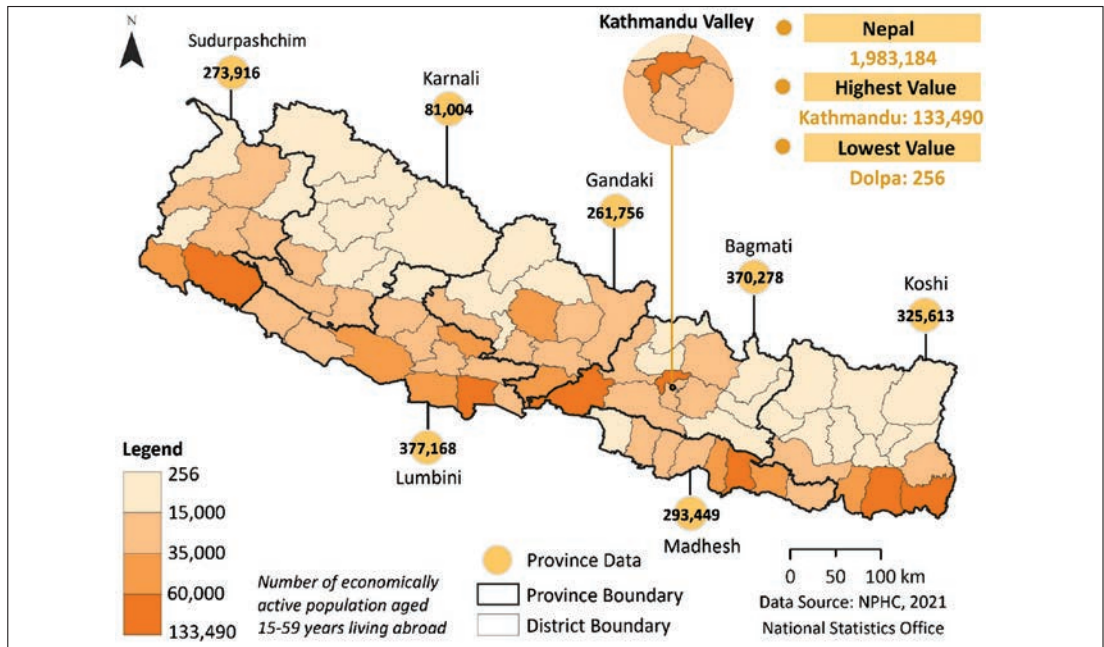 N
Sudurpashchim
273,916
Karnali
81,004
Kathmandu Valley
Nepal
1,983,184
Highest Value
Kathmandu: 133,490
Lowest Value
Dolpa: 256
Gandaki
261,756
Bagmati
370,278
Koshi
325,613
377,168
Lumbini
293,449
Madhesh
Legend
256
15,000
35,000
60,000
133,490
Number of economically
active population aged
15-59 years living abroad
Province Data
Province Boundary
District Boundary
0 50 100 km
Data Source: NPHC, 2021
National Statistics Office